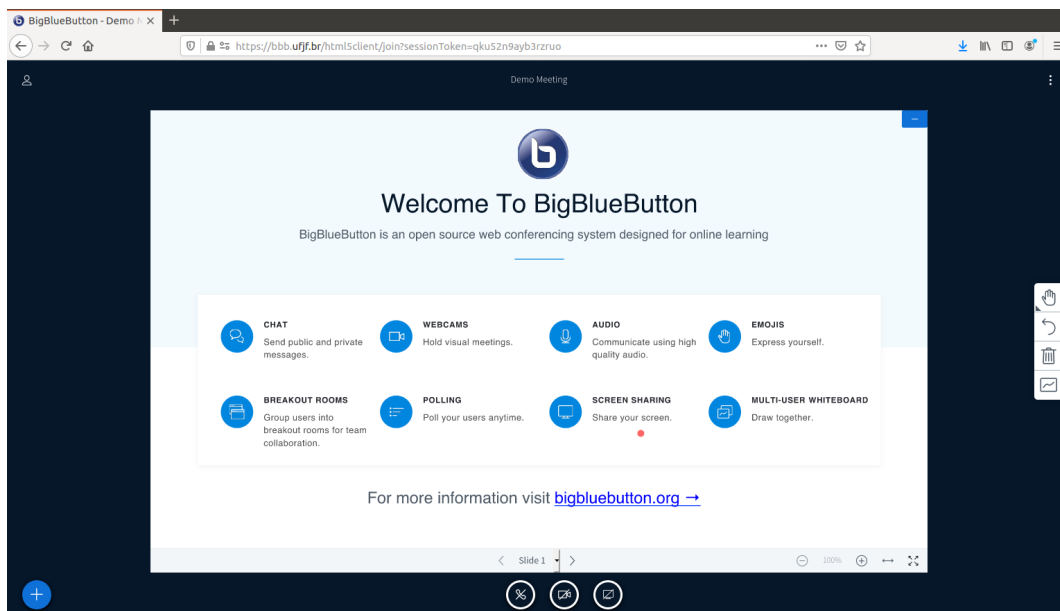 BigBlueButton - Demo M
https://bbb.ufjf.br/html5client/join?sessionToken=qku52n9ayb3rzruo
Demo Meeting
Welcome To BigBlueButton
BigBlueButton is an open source web conferencing system designed for online learning
CHAT
Send public and private
messages.
WEBCAMS
Hold visual meetings.
AUDIO
Communicate using high
quality audio.
EMOJIS
Express yourself.
BREAKOUT ROOMS
Group users into
breakout rooms for team
collaboration.
POLLING
Poll your users anytime.
SCREEN SHARING
Share your screen.
MULTI-USER WHITEBOARD
Draw together.
For more information visit bigbluebutton.org →
Slide 1
100%